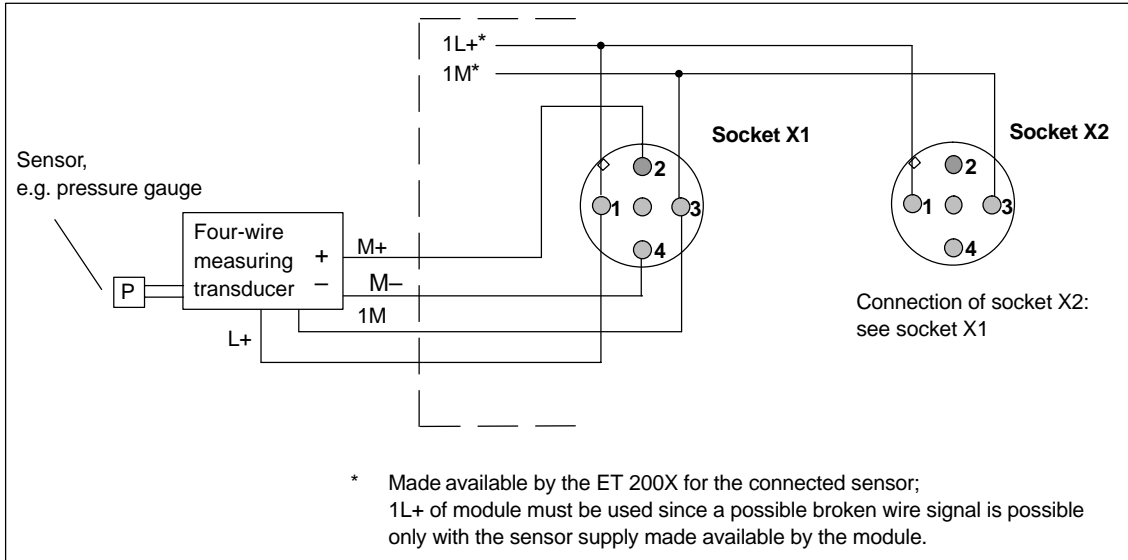 1L+*
1M*
Socket X1
Socket X2
Sensor,
e.g. pressure gauge
2
1
3
4
2
1
3
4
Four-wire
measuring
transducer
+
–
M+
M–
1M
L+
P
Connection of socket X2:
see socket X1
* Made available by the ET 200X for the connected sensor;
1L+ of module must be used since a possible broken wire signal is possible
only with the sensor supply made available by the module.